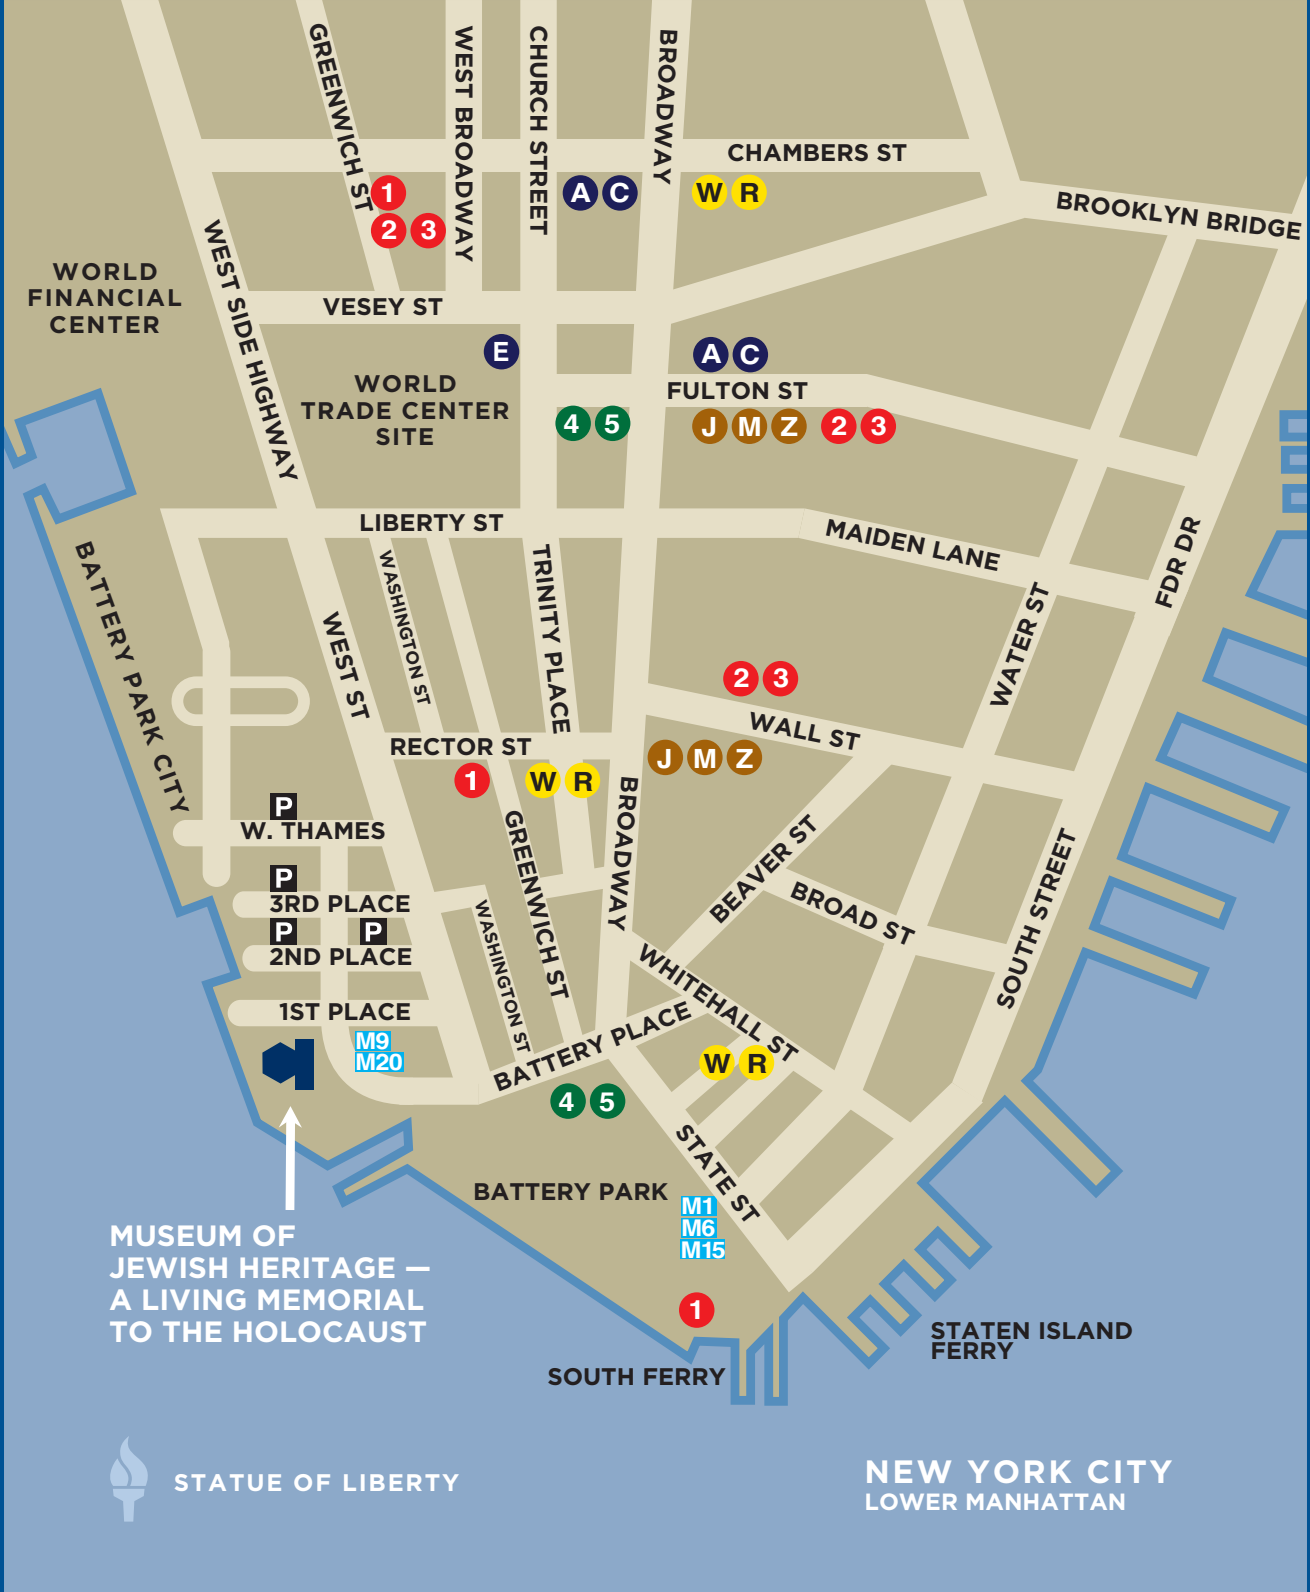 GREENWICH ST
WEST BROADWAY
CHURCH STREET
BROADWAY
CHAMBERS ST
1
2 3
A C
W R
BROOKLYN BRIDGE
WEST SIDE HIGHWAY
WORLD
FINANCIAL
CENTER
VESEY ST
E
A C
WORLD
TRADE CENTER
SITE
FULTON ST
4 5
J M Z 2 3
LIBERTY ST
MAIDEN LANE
FDR DR
BATTERY PARK CITY
WASHINGTON ST
TRINITY PLACE
WATER ST
WEST ST
2 3
WALL ST
RECTOR ST
J M Z
1
W R
BROADWAY
P
W. THAMES
GREENWICH ST
BEAVER ST
SOUTH STREET
P
3RD PLACE
BROAD ST
P P
2ND PLACE
WASHINGTON ST
WHITEHALL ST
1ST PLACE
M9
M20
BATTERY PLACE
W R
4 5
STATE ST
BATTERY PARK
M1
M6
M15
MUSEUM OF
JEWISH HERITAGE —
A LIVING MEMORIAL
TO THE HOLOCAUST
1
STATEN ISLAND
FERRY
SOUTH FERRY
STATUE OF LIBERTY
NEW YORK CITY
LOWER MANHATTAN